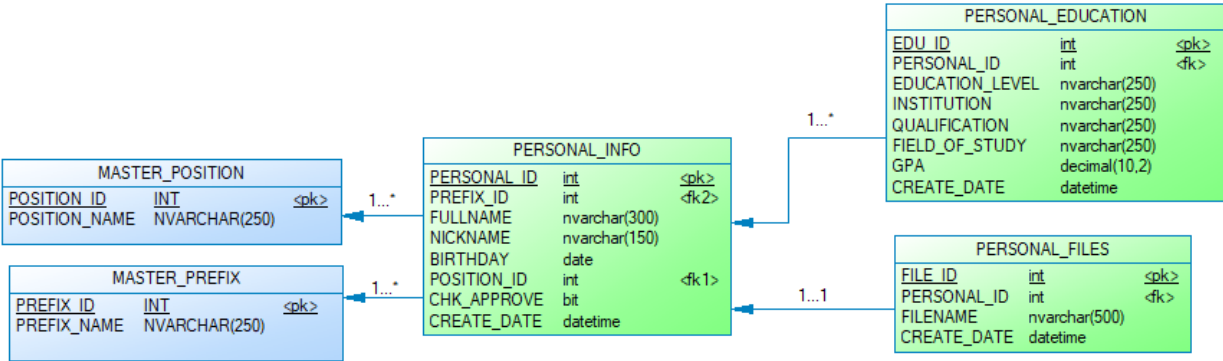 MASTER_POSITION
POSITION_ID INT <pk>
POSITION_NAME NVARCHAR(250)
MASTER_PREFIX
PREFIX_ID INT <pk>
PREFIX_NAME NVARCHAR(250)
1...*
1...*
PERSONAL_INFO
PERSONAL_ID int <pk>
PREFIX_ID int <fk2>
FULLNAME nvarchar(300)
NICKNAME nvarchar(150)
BIRTHDAY date
POSITION_ID int <fk1>
CHK_APPROVE bit
CREATE_DATE datetime
1...*
1...1
PERSONAL_EDUCATION
EDU_ID int <pk>
PERSONAL_ID int <fk>
EDUCATION_LEVEL nvarchar(250)
INSTITUTION nvarchar(250)
QUALIFICATION nvarchar(250)
FIELD_OF_STUDY nvarchar(250)
GPA decimal(10,2)
CREATE_DATE datetime
PERSONAL_FILES
FILE_ID int <pk>
PERSONAL_ID int <fk>
FILENAME nvarchar(500)
CREATE_DATE datetime